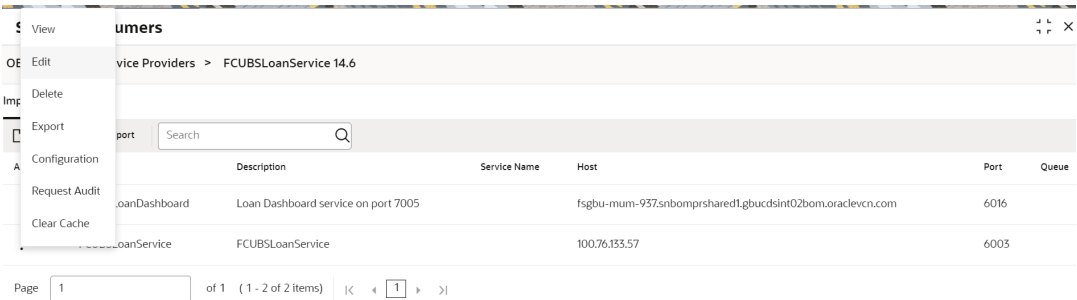 View
umers
OB
Edit
vice Providers > FCUBSLoanService 14.6
Delete
Imp
Export
port
Search
Configuration
A
Description
Service Name
Host
Port
Queue
Request Audit
LoanDashboard
Loan Dashboard service on port 7005
fsgbu-mum-937.snbomprshared1.gbucdsint02bom.oraclevcn.com
6016
Clear Cache
LoanService
FCUBSLoanService
100.76.133.57
6003
Page 1 of 1 ( 1 - 2 of 2 items) 1